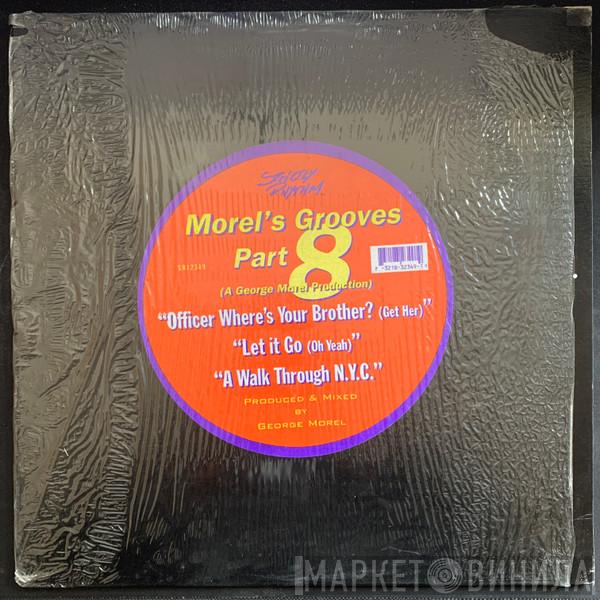 Strictly Rhythm
Morel's Grooves
Part 8
SR12349
(A George Morel Production)
"Officer Where's Your Brother? (Get Her)"
"Let it Go (Oh Yeah)"
"A Walk Through N.Y.C."
Produced & Mixed
by
George Morel
МАРКЕТ ВИНИЛА